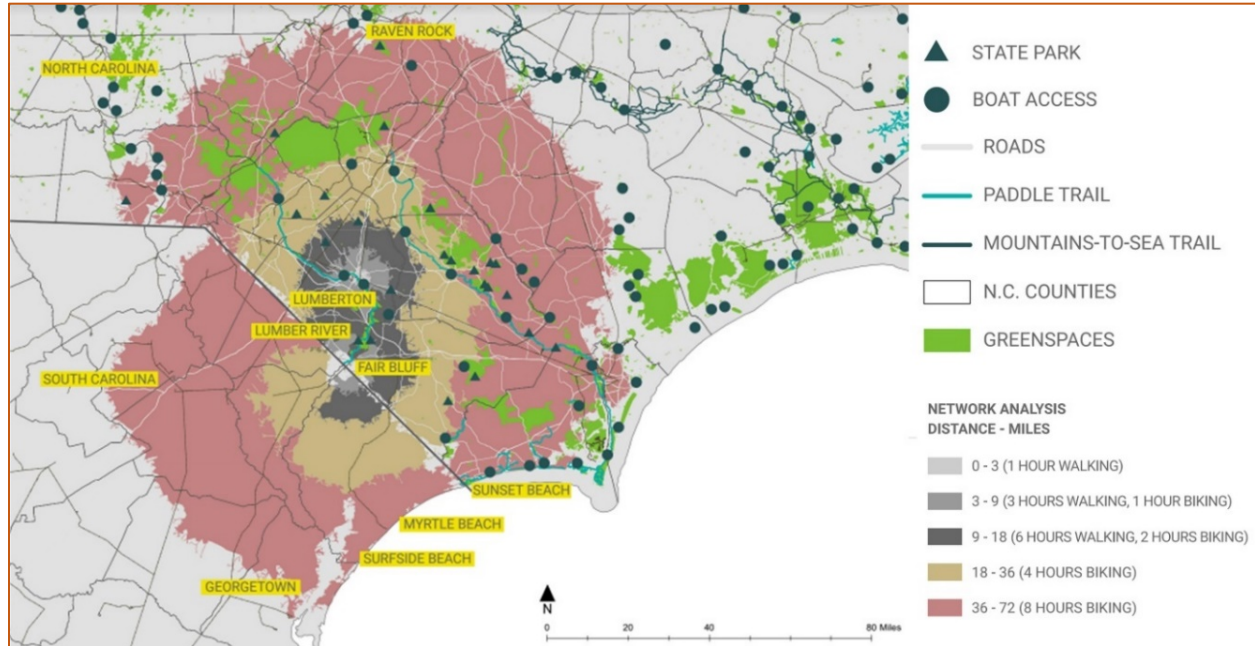 RAVEN ROCK
NORTH CAROLINA
LUMBERTON
LUMBER RIVER
FAIR BLUFF
SOUTH CAROLINA
SUNSET BEACH
MYRTLE BEACH
SURFSIDE BEACH
GEORGETOWN
N
0 20 40 80 Miles
STATE PARK
BOAT ACCESS
ROADS
PADDLE TRAIL
MOUNTAINS-TO-SEA TRAIL
N.C. COUNTIES
GREENSPACES
NETWORK ANALYSIS
DISTANCE - MILES
0 - 3 (1 HOUR WALKING)
3 - 9 (3 HOURS WALKING, 1 HOUR BIKING)
9 - 18 (6 HOURS WALKING, 2 HOURS BIKING)
18 - 36 (4 HOURS BIKING)
36 - 72 (8 HOURS BIKING)